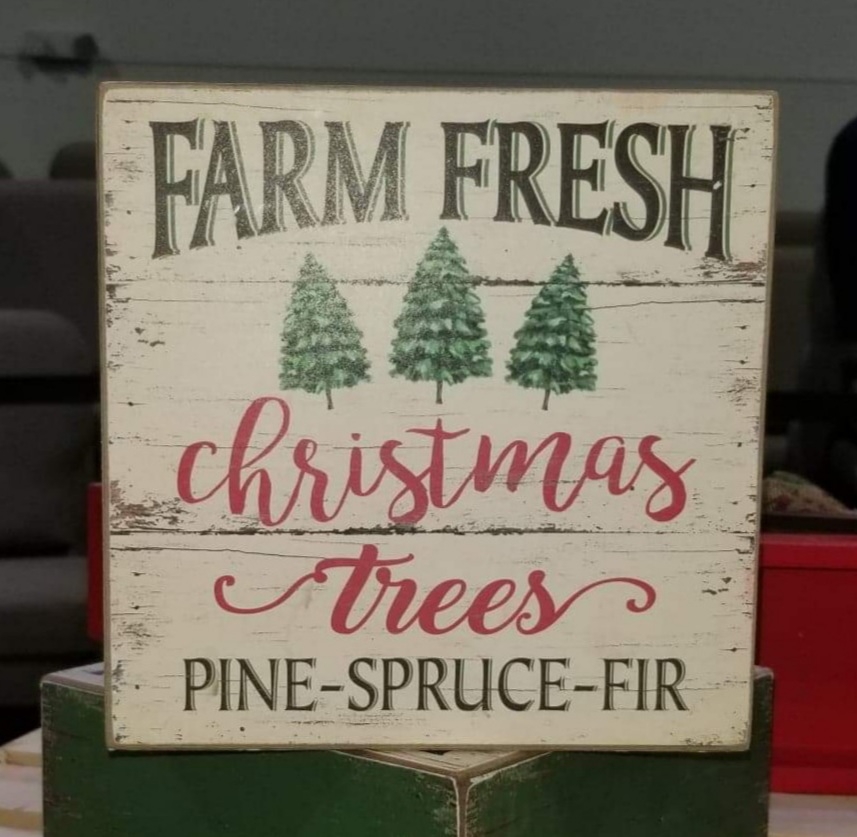 FARM FRESH
christmas
trees
PINE-SPRUCE-FIR